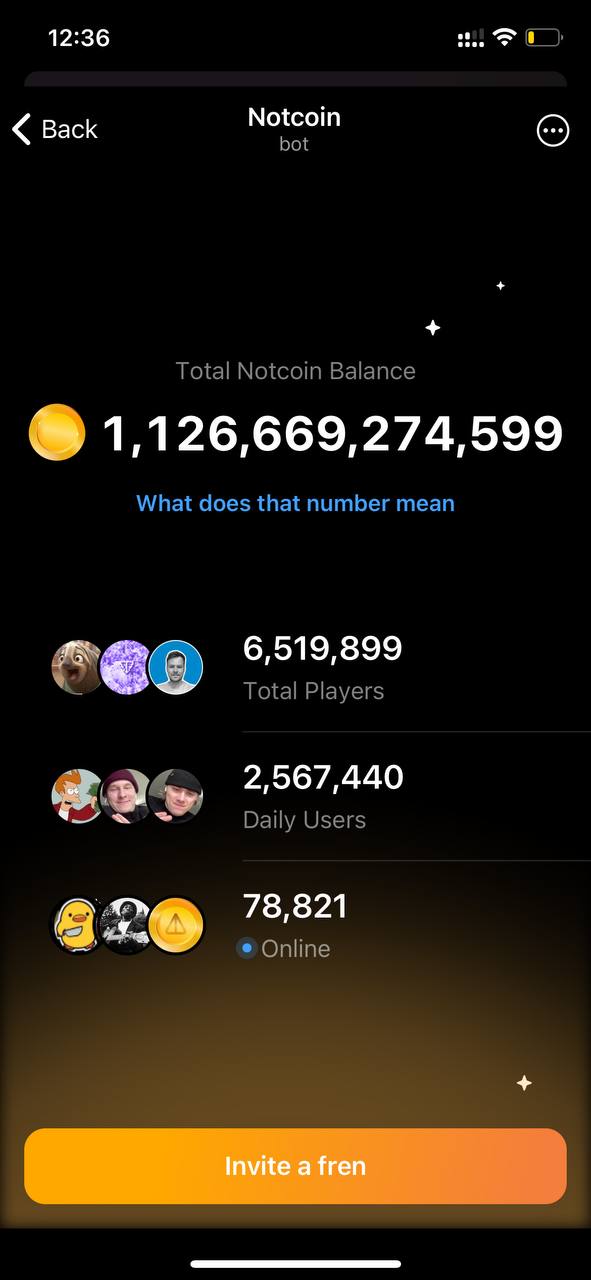 12:36
Back
Notcoin
bot
Total Notcoin Balance
1,126,669,274,599
What does that number mean
6,519,899
Total Players
2,567,440
Daily Users
78,821
Online
Invite a fren